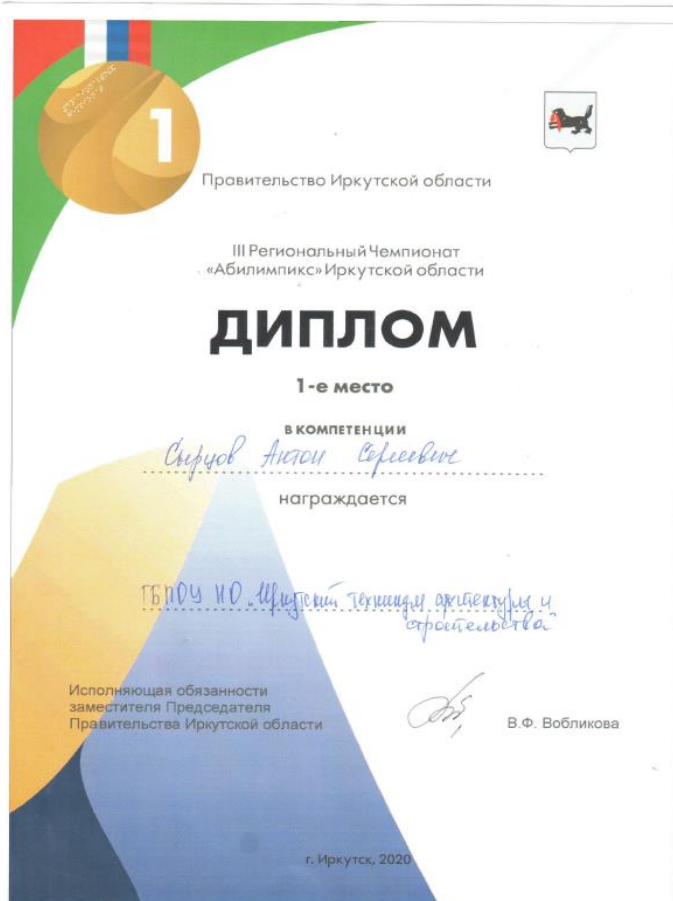 1
Правительство Иркутской области
III Региональный Чемпионат
«Абилимпикс» Иркутской области
ДИПЛОМ
1-е место
в компетенции
Сырцов Антон Сергеевич
награждается
ГБПОУ ИО „Иркутский техникум архитектуры и
строительства"
Исполняющая обязанности
заместителя Председателя
Правительства Иркутской области
В.Ф. Вобликова
г. Иркутск, 2020